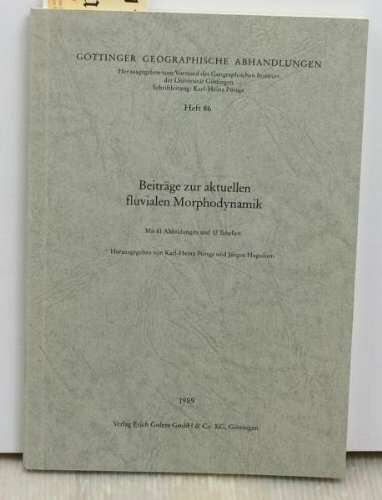 GÖTTINGER GEOGRAPHISCHE ABHANDLUNGEN
Herausgegeben vom Vorstand des Geographischen Instituts
der Universität Göttingen
Schriftleitung: Karl-Heinz Pörtge
Heft 86
Beiträge zur aktuellen
fluvialen Morphodynamik
Mit 41 Abbildungen und Tabellen
Herausgegeben von Karl-Heinz Pörtge und Jürgen Hagedorn
1989
Verlag Erich Goltze GmbH & Co. KG, Göttingen